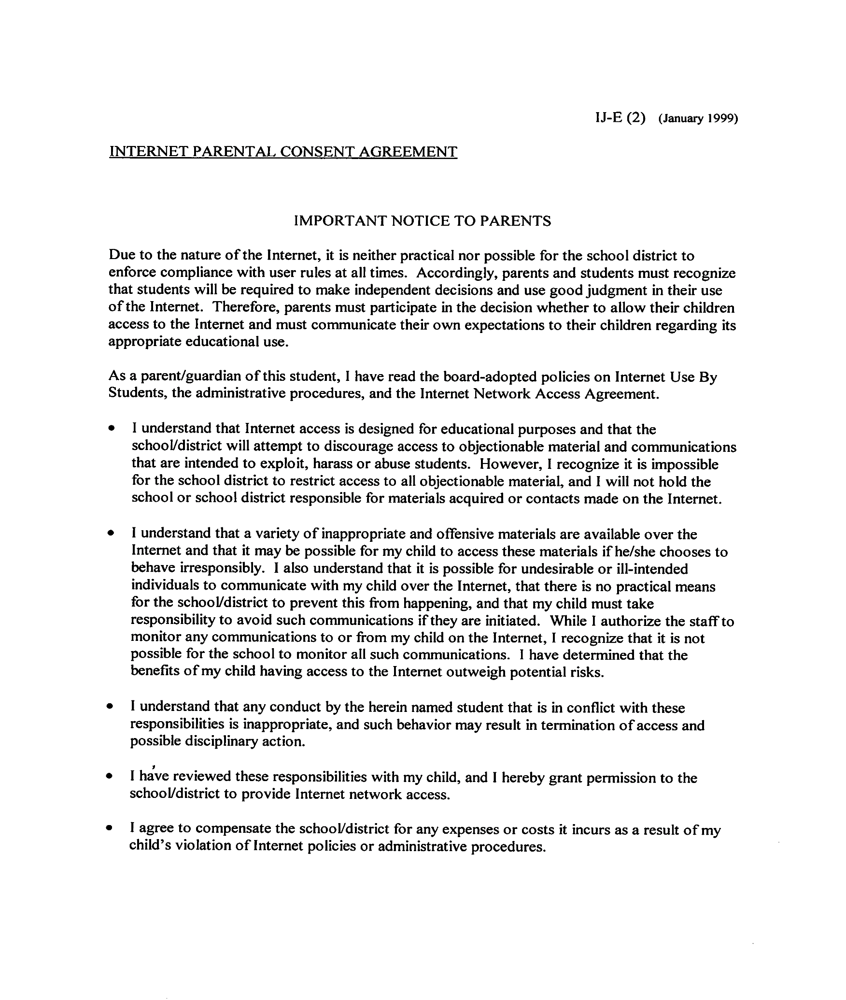 IJ-E (2) (January 1999)
INTERNET PARENTAL CONSENT AGREEMENT
IMPORTANT NOTICE TO PARENTS
Due to the nature of the Internet, it is neither practical nor possible for the school district to
enforce compliance with user rules at all times. Accordingly, parents and students must recognize
that students will be required to make independent decisions and use good judgment in their use
of the Internet. Therefore, parents must participate in the decision whether to allow their children
access to the Internet and must communicate their own expectations to their children regarding its
appropriate educational use.
As a parent/guardian of this student, I have read the board-adopted policies on Internet Use By
Students, the administrative procedures, and the Internet Network Access Agreement.
• I understand that Internet access is designed for educational purposes and that the
school/district will attempt to discourage access to objectionable material and communications
that are intended to exploit, harass or abuse students. However, I recognize it is impossible
for the school district to restrict access to all objectionable material, and I will not hold the
school or school district responsible for materials acquired or contacts made on the Internet.
• I understand that a variety of inappropriate and offensive materials are available over the
Internet and that it may be possible for my child to access these materials if he/she chooses to
behave irresponsibly. I also understand that it is possible for undesirable or ill-intended
individuals to communicate with my child over the Internet, that there is no practical means
for the school/district to prevent this from happening, and that my child must take
responsibility to avoid such communications if they are initiated. While I authorize the staff to
monitor any communications to or from my child on the Internet, I recognize that it is not
possible for the school to monitor all such communications. I have determined that the
benefits of my child having access to the Internet outweigh potential risks.
• I understand that any conduct by the herein named student that is in conflict with these
responsibilities is inappropriate, and such behavior may result in termination of access and
possible disciplinary action.
• I have reviewed these responsibilities with my child, and I hereby grant permission to the
school/district to provide Internet network access.
• I agree to compensate the school/district for any expenses or costs it incurs as a result of my
child's violation of Internet policies or administrative procedures.